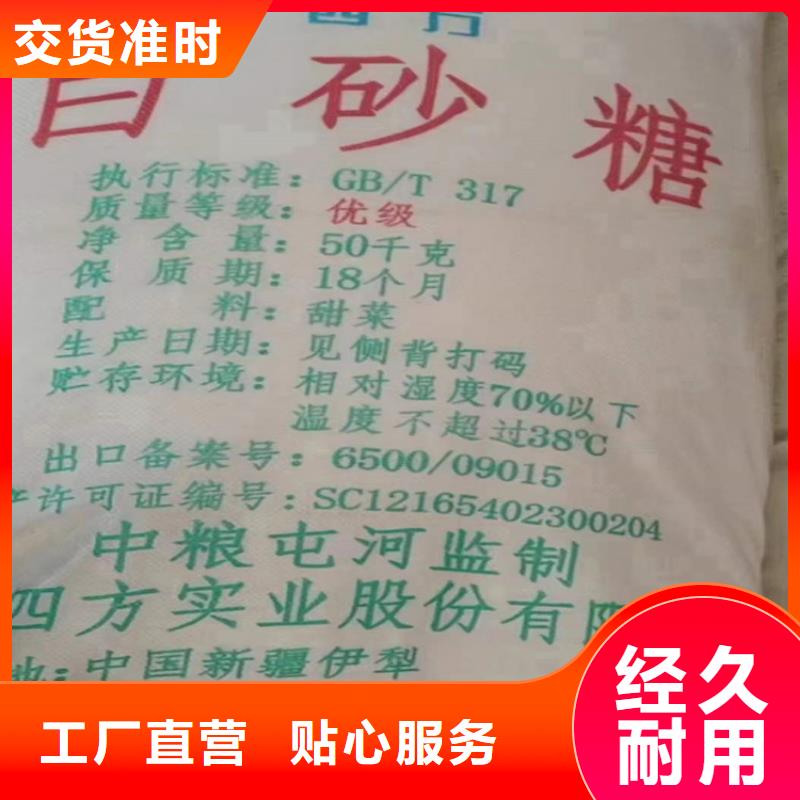 交货准时
四方
白砂糖
执行标准：GB/T 317
质量等级：优级
净含量：50千克
保质期：18个月
配料：甜菜
生产日期：见侧背打码
贮存环境：相对湿度70%以下
温度不超过38℃
出口备案号：6500/09015
产许可证编号：SC12165402300204
中粮屯河监制
四方实业股份有限
地：中国新疆伊犁
经久
耐用
工厂直营 贴心服务